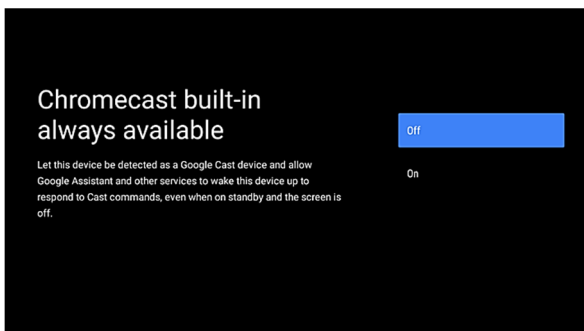 Chromecast built-in
always available
Let this device be detected as a Google Cast device and allow
Google Assistant and other services to wake this device up to
respond to Cast commands, even when on standby and the screen is
off.
Off
On